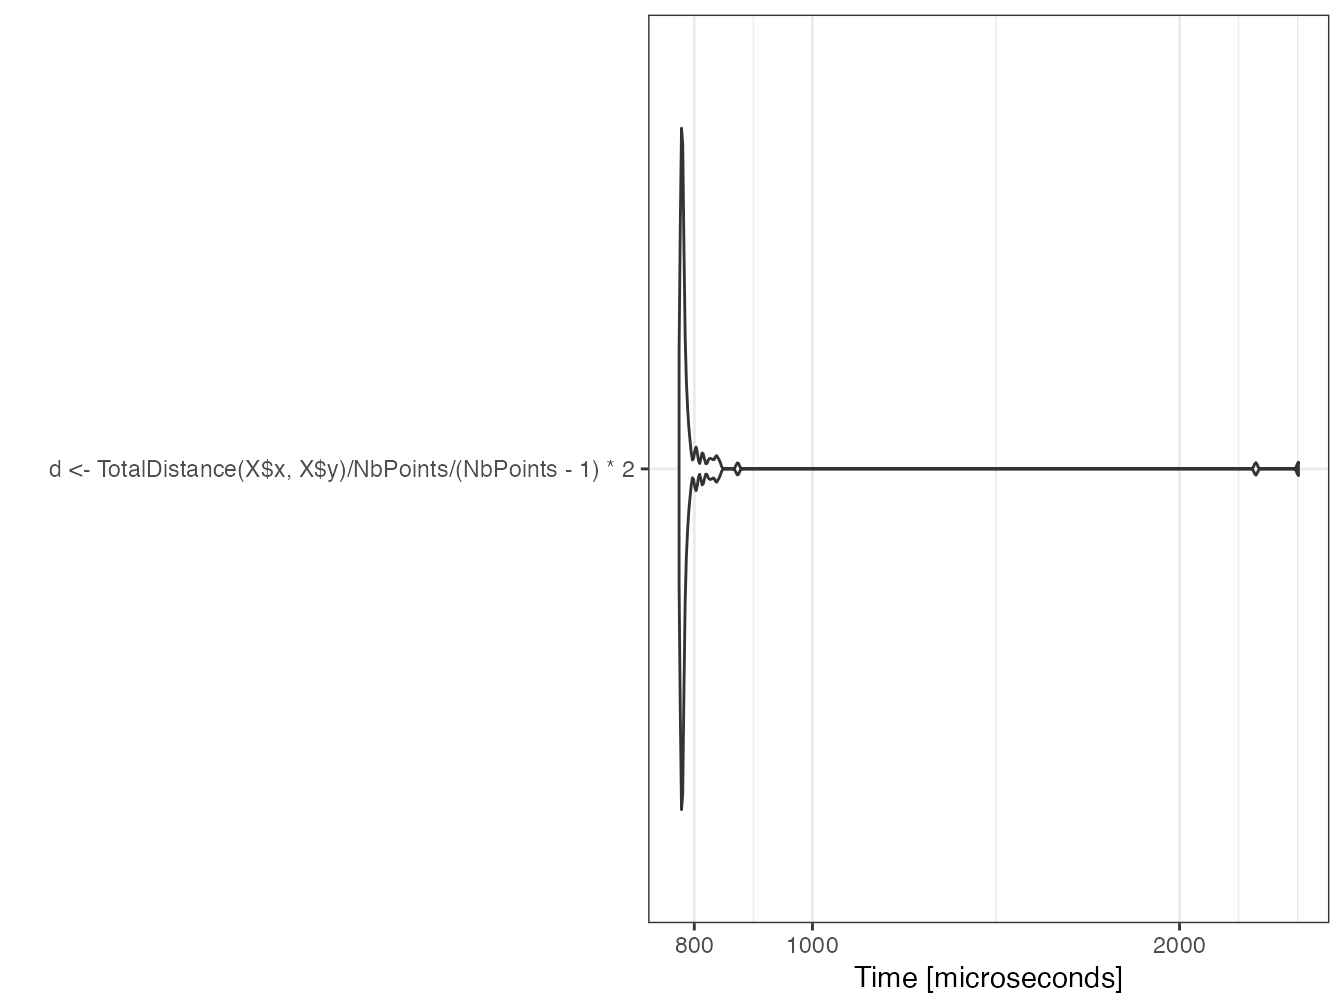 d <- TotalDistance(X$x, X$y)/NbPoints/(NbPoints - 1) * 2
800 1000 2000
Time [microseconds]